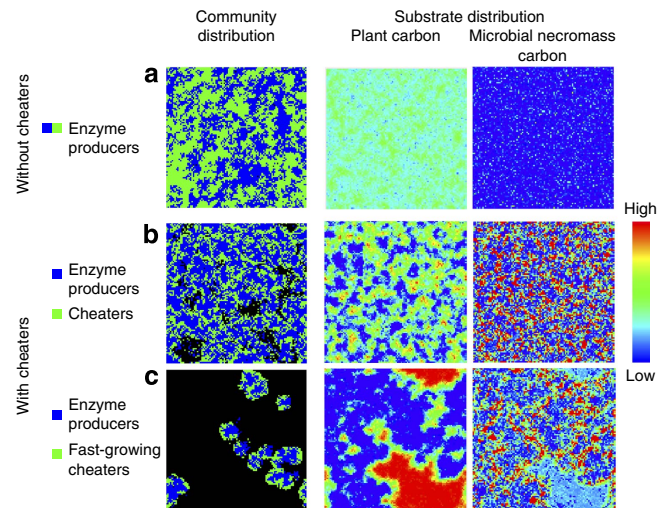 Community
distribution
Substrate distribution
Plant carbon
Microbial necromass
carbon
Without cheaters
a
Enzyme
producers
With cheaters
b
Enzyme
producers
Cheaters
c
Enzyme
producers
Fast-growing
cheaters
High
Low